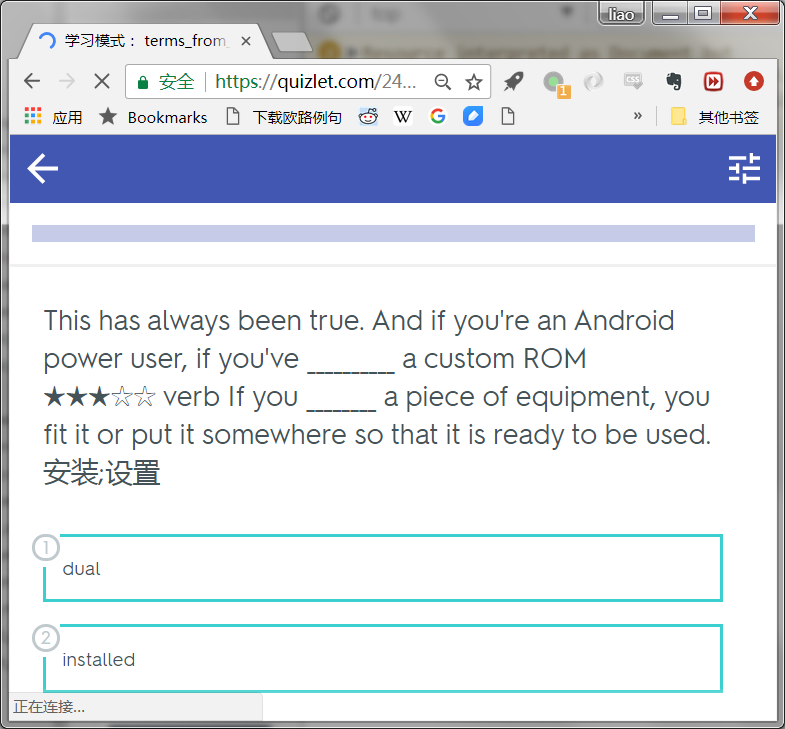 liao
学习模式： terms_from_
安全 https://quizlet.com/24...
1
css
应用 Bookmarks 下载欧路例句 W G » 其他书签
This has always been true. And if you're an Android
power user, if you've __________ a custom ROM
★★★☆☆ verb If you ________ a piece of equipment, you
fit it or put it somewhere so that it is ready to be used.
安装;设置
1
dual
2
installed
正在连接...